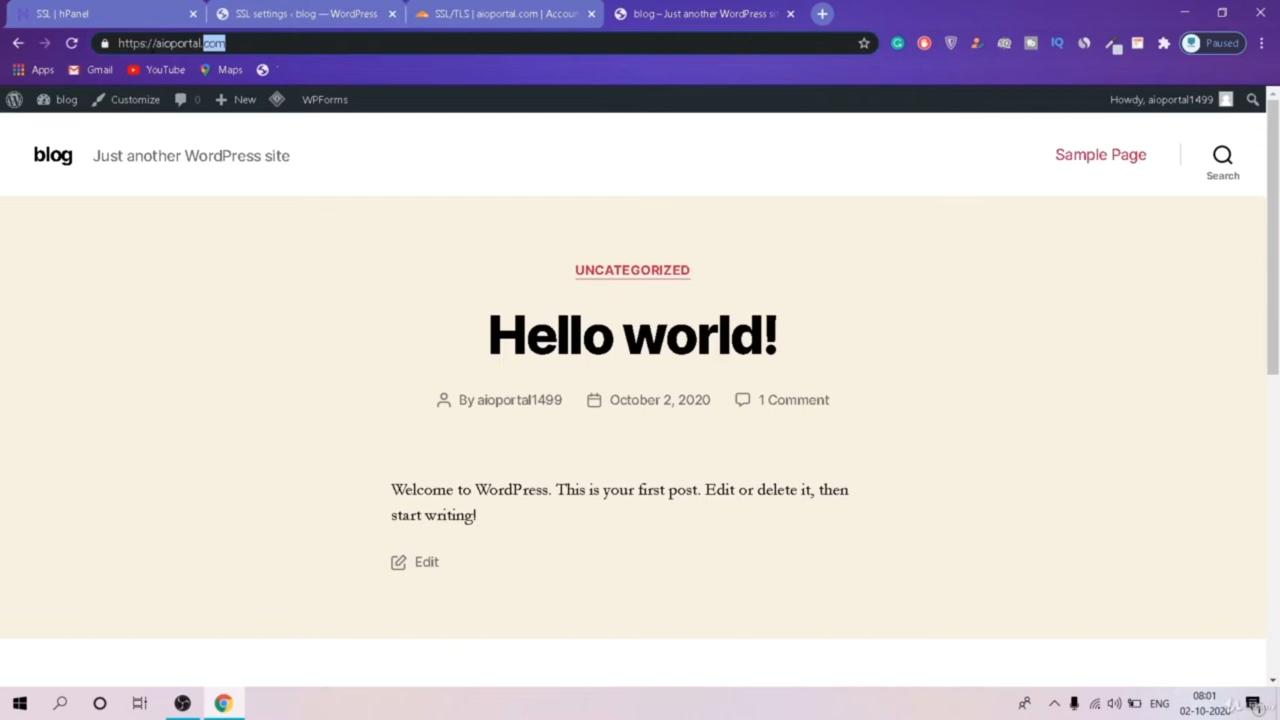 SSL | hPanel
SSL settings ‹ blog — WordPress
SSL/TLS | aioportal.com | Accoun
blog – Just another WordPress si
https://aioportal.com
Paused
Apps
Gmail
YouTube
Maps
blog
Customize
0
New
WPForms
Howdy, aioportal1499
blog
Just another WordPress site
Sample Page
Search
UNCATEGORIZED
Hello world!
By aioportal1499
October 2, 2020
1 Comment
Welcome to WordPress. This is your first post. Edit or delete it, then
start writing!
Edit
ENG
08:01
02-10-2020